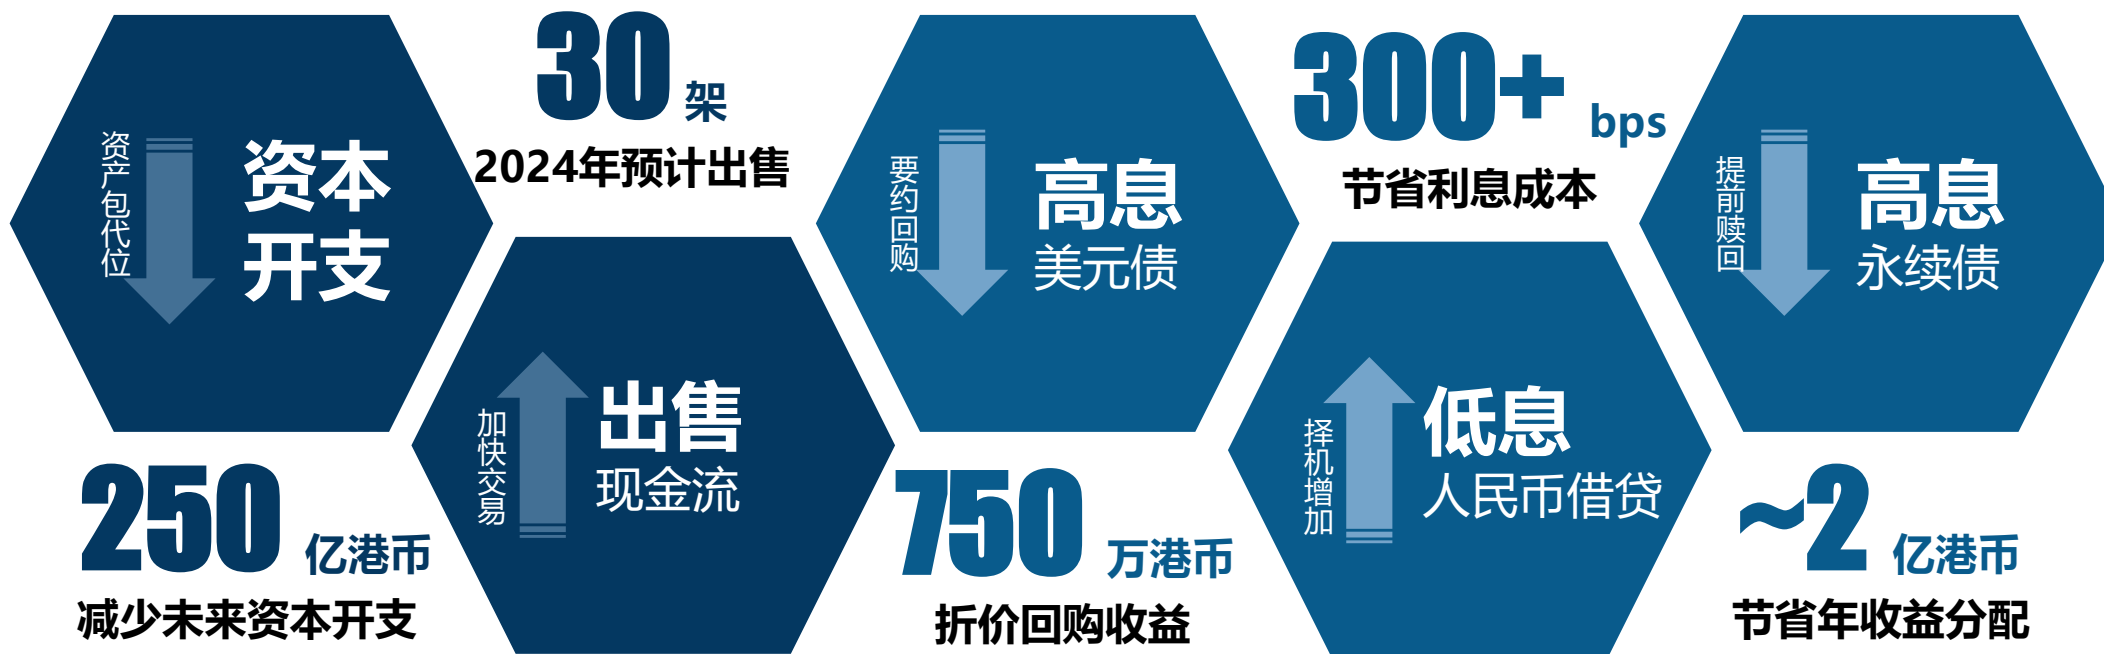 资产包代位
资本
开支
250 亿港币
减少未来资本开支
30 架
2024年预计出售
加快交易
出售
现金流
要约回购
高息
美元债
750 万港币
折价回购收益
300+ bps
节省利息成本
择机增加
低息
人民币借贷
提前赎回
高息
永续债
~2 亿港币
节省年收益分配